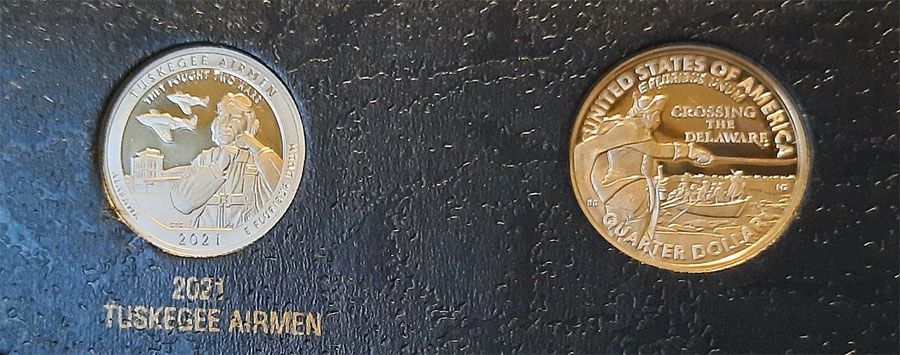 TUSKEGEE AIRMEN
THEY FOUGHT TWO WARS
ALABAMA
2021
E PLURIBUS UNUM
2021
TUSKEGEE AIRMEN
UNITED STATES OF AMERICA
E PLURIBUS UNUM
CROSSING
THE
DELAWARE
QUARTER DOLLAR